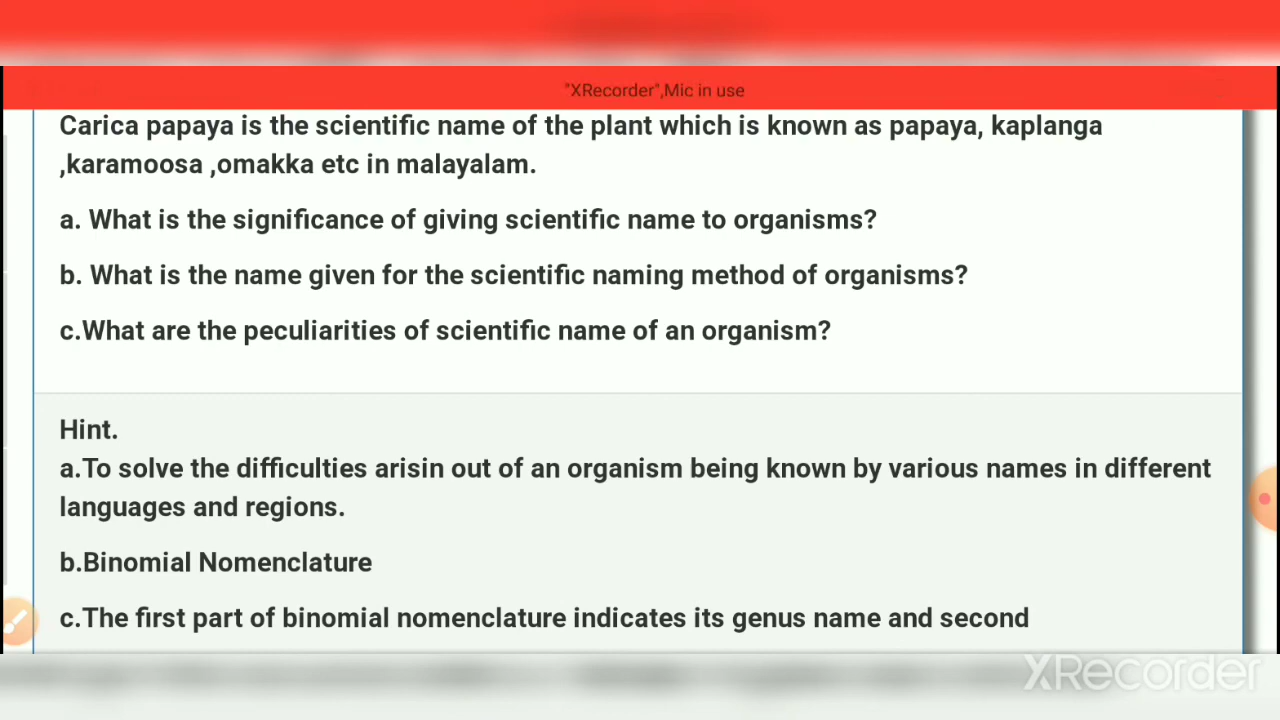 "XRecorder",Mic in use
Carica papaya is the scientific name of the plant which is known as papaya, kaplanga
,karamoosa ,omakka etc in malayalam.
a. What is the significance of giving scientific name to organisms?
b. What is the name given for the scientific naming method of organisms?
c.What are the peculiarities of scientific name of an organism?
Hint.
a.To solve the difficulties arisin out of an organism being known by various names in different
languages and regions.
b.Binomial Nomenclature
c.The first part of binomial nomenclature indicates its genus name and second
XRecorder